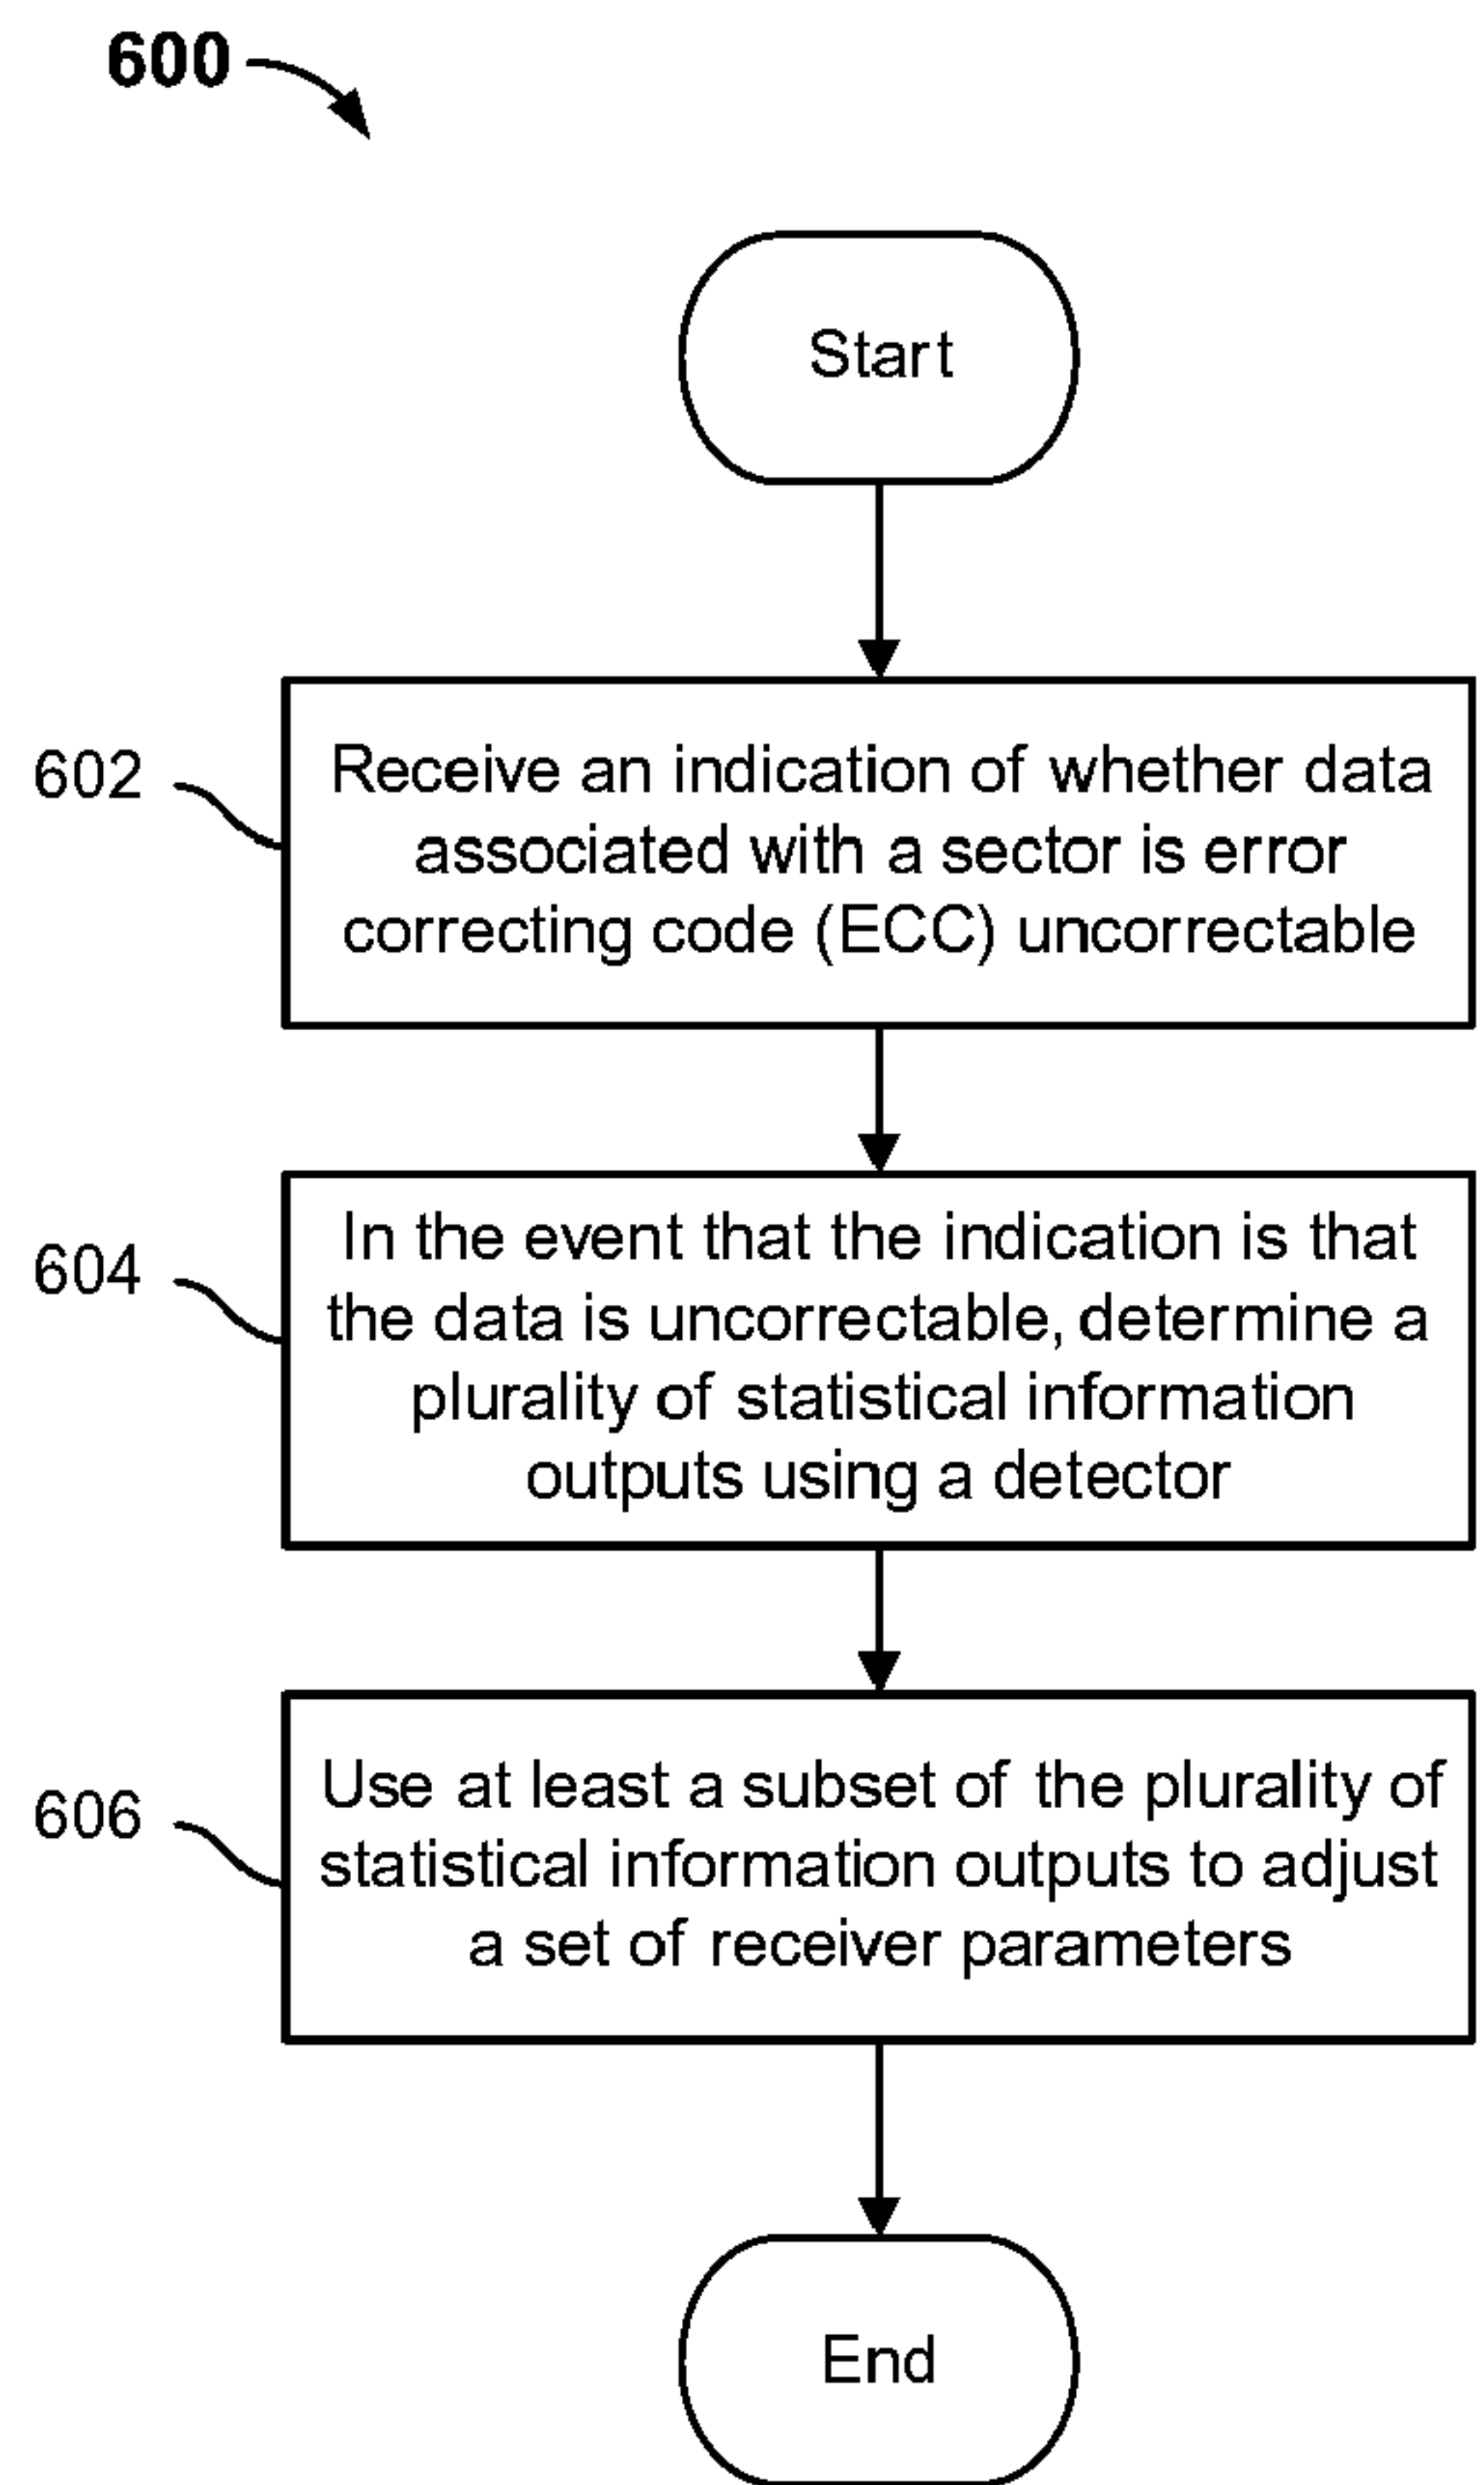 600
Start
602
Receive an indication of whether data
associated with a sector is error
correcting code (ECC) uncorrectable
604
In the event that the indication is that
the data is uncorrectable, determine a
plurality of statistical information
outputs using a detector
606
Use at least a subset of the plurality of
statistical information outputs to adjust
a set of receiver parameters
End